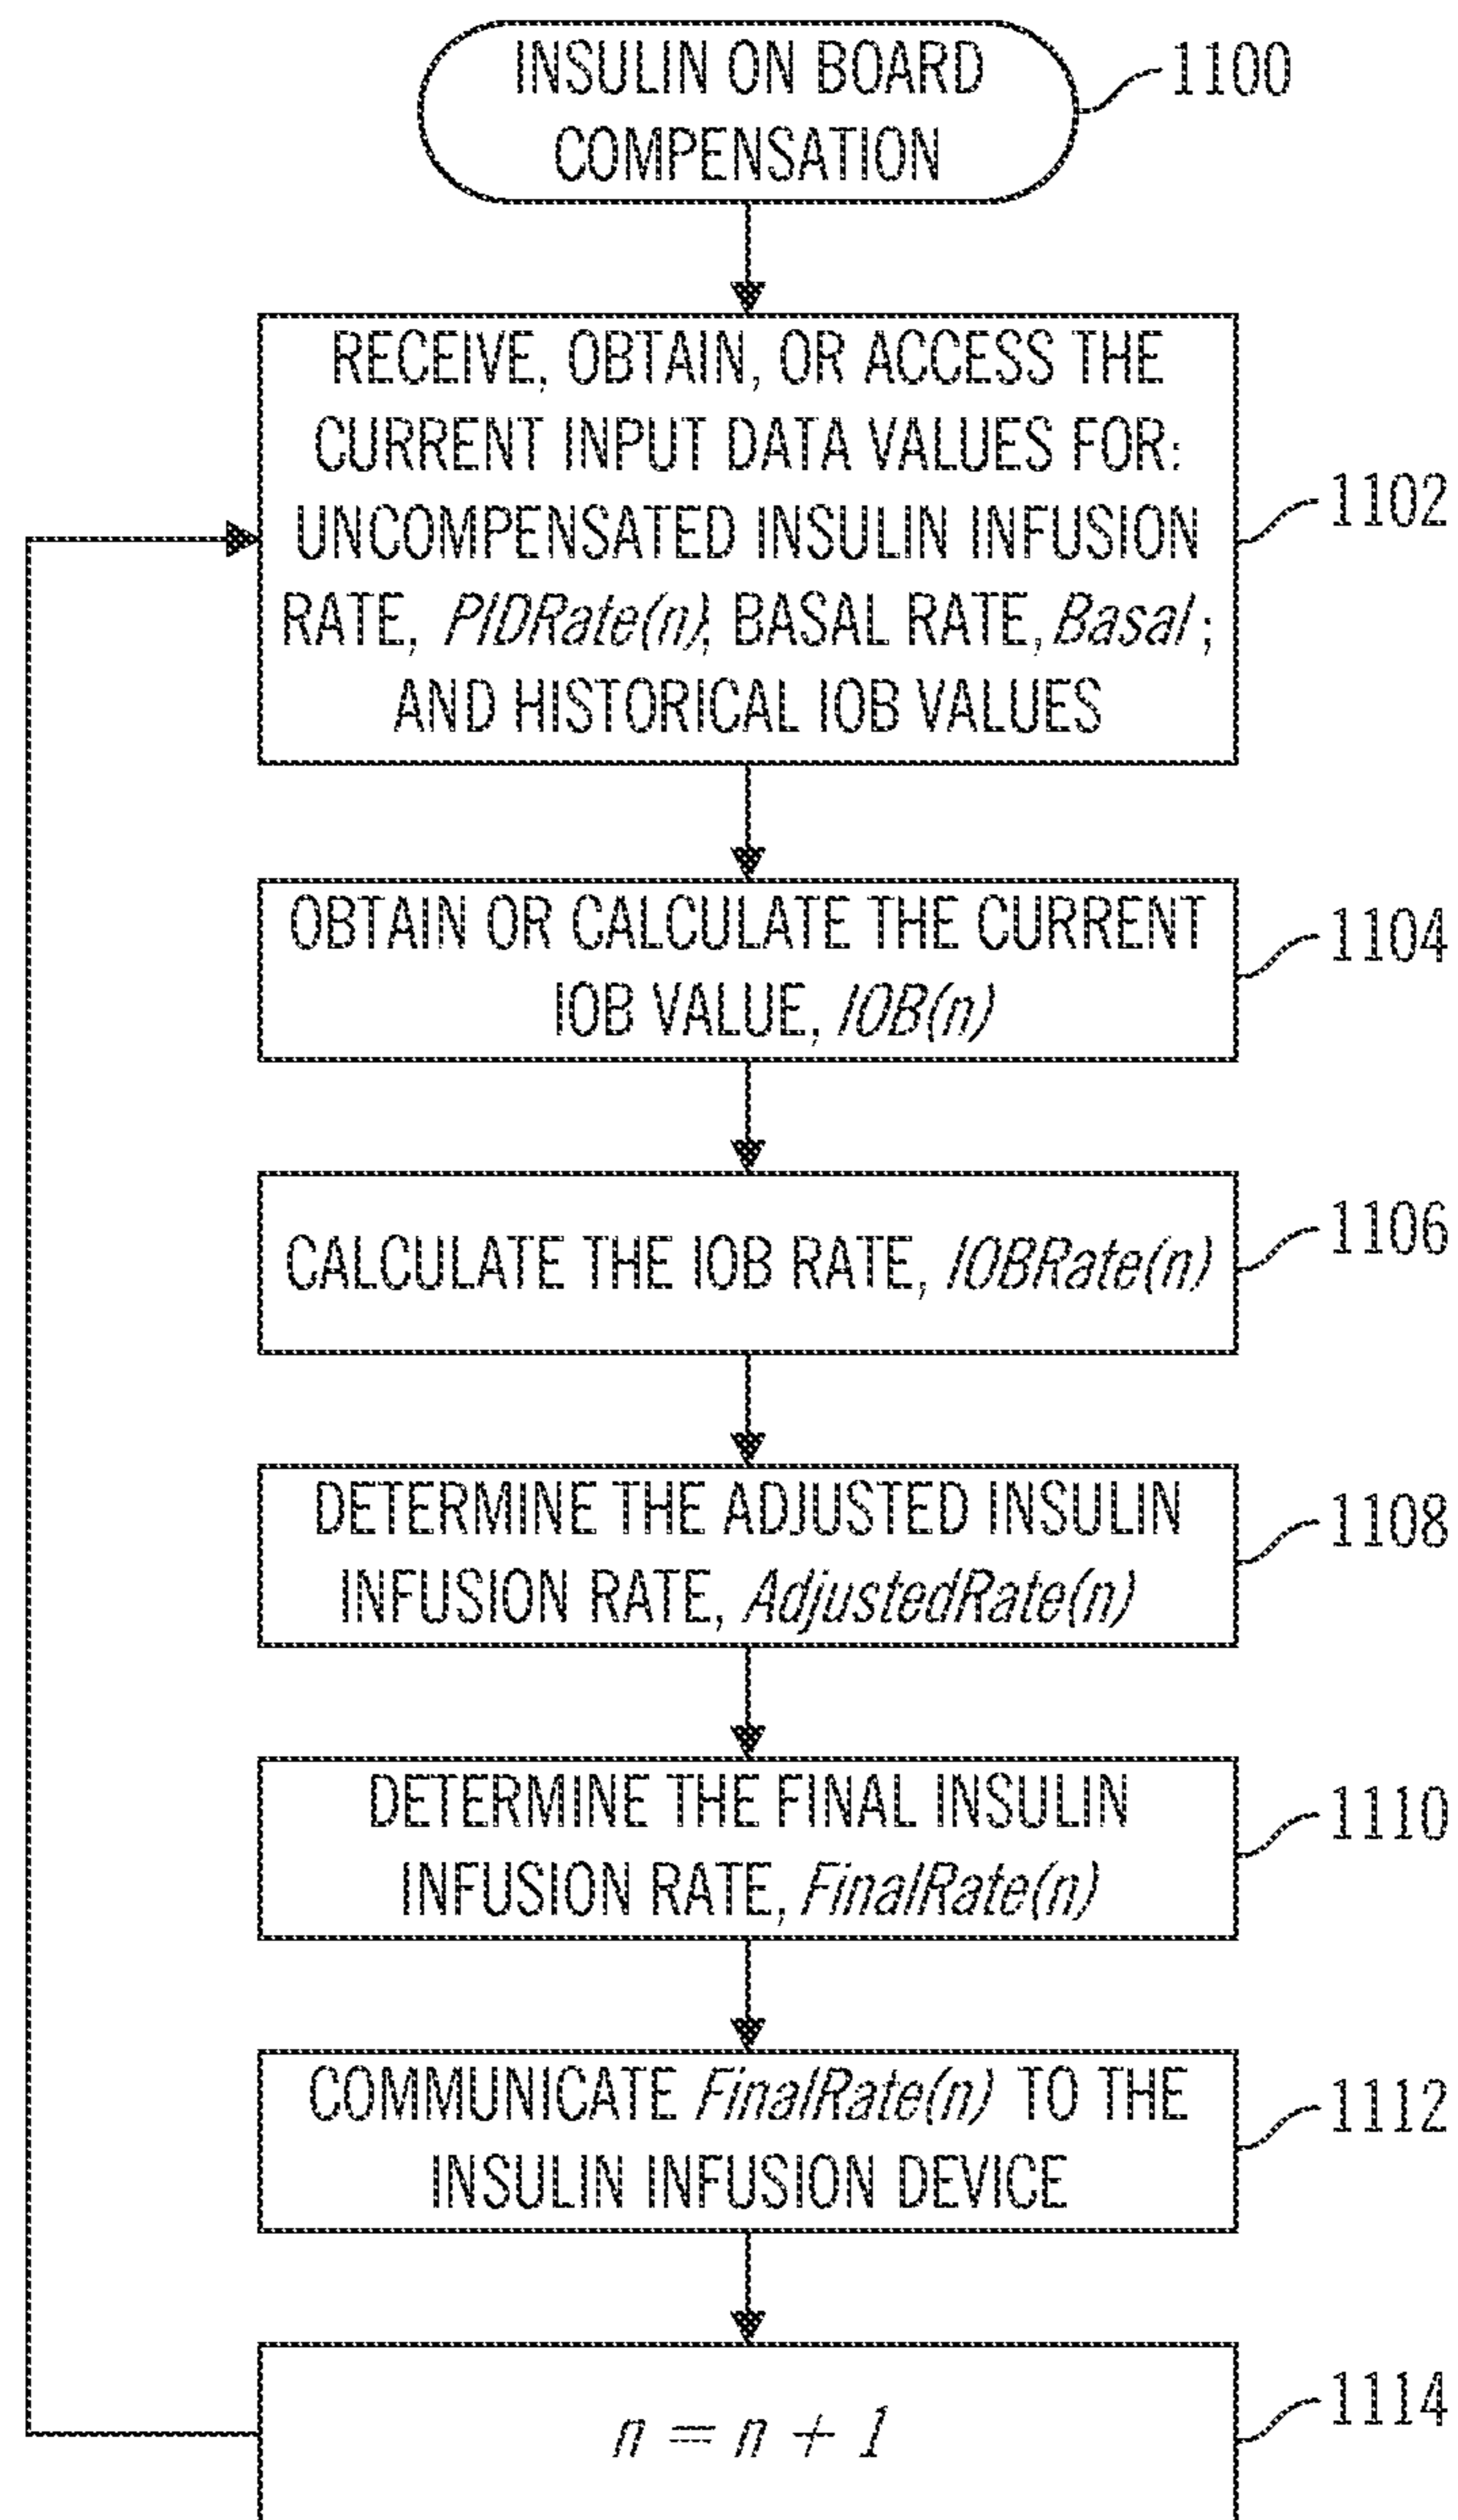 INSULIN ON BOARD
COMPENSATION
1100
RECEIVE, OBTAIN, OR ACCESS THE
CURRENT INPUT DATA VALUES FOR:
UNCOMPENSATED INSULIN INFUSION
RATE, PIDRate(n); BASAL RATE, Basal;
AND HISTORICAL IOB VALUES
1102
OBTAIN OR CALCULATE THE CURRENT
IOB VALUE, IOB(n)
1104
CALCULATE THE IOB RATE, IOBRate(n)
1106
DETERMINE THE ADJUSTED INSULIN
INFUSION RATE, AdjustedRate(n)
1108
DETERMINE THE FINAL INSULIN
INFUSION RATE, FinalRate(n)
1110
COMMUNICATE FinalRate(n) TO THE
INSULIN INFUSION DEVICE
1112
n = n + 1
1114